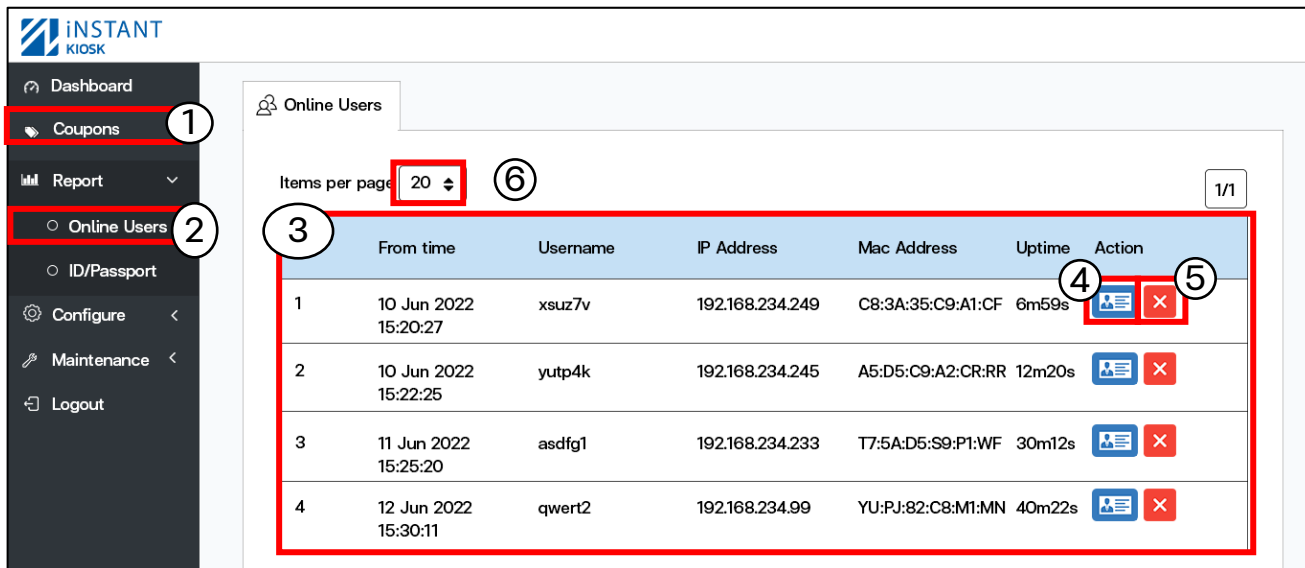 iNSTANT
KIOSK
Dashboard
Coupons
1
Report
Online Users
2
ID/Passport
Configure
Maintenance
Logout
Online Users
Items per page 20
6
1/1
3 From time Username IP Address Mac Address Uptime Action
4
5
1 10 Jun 2022 xsuz7v 192.168.234.249 C8:3A:35:C9:A1:CF 6m59s
15:20:27
2 10 Jun 2022 yutp4k 192.168.234.245 A5:D5:C9:A2:CR:RR 12m20s
15:22:25
3 11 Jun 2022 asdfg1 192.168.234.233 T7:5A:D5:S9:P1:WF 30m12s
15:25:20
4 12 Jun 2022 qwert2 192.168.234.99 YU:PJ:82:C8:M1:MN 40m22s
15:30:11